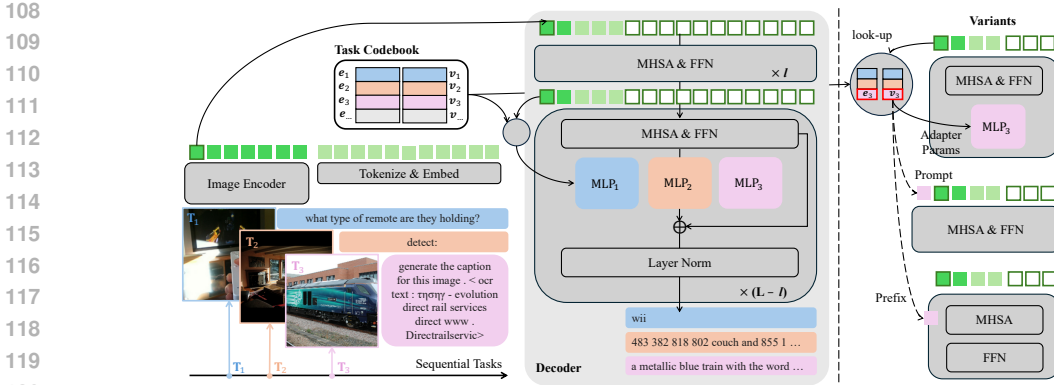 108
109
110
111
112
113
114
115
116
117
118
119
Task Codebook
e1 v1
e2 v2
e3 v3
e... v...
Image Encoder
Tokenize & Embed
T1
what type of remote are they holding?
T2
detect:
T3
generate the caption
for this image . < ocr
text : τησηγ - evolution
direct rail services
direct www .
Directrailservic>
T1
T2
T3
Sequential Tasks
MHSA & FFN
× l
MHSA & FFN
MLP1
MLP2
MLP3
Layer Norm
× (L − l)
wii
483 382 818 802 couch and 855 1 …
a metallic blue train with the word …
Decoder
Variants
look-up
e3 v3
MHSA & FFN
MLP3
Adapter
Params
Prompt
MHSA & FFN
Prefix
MHSA
FFN